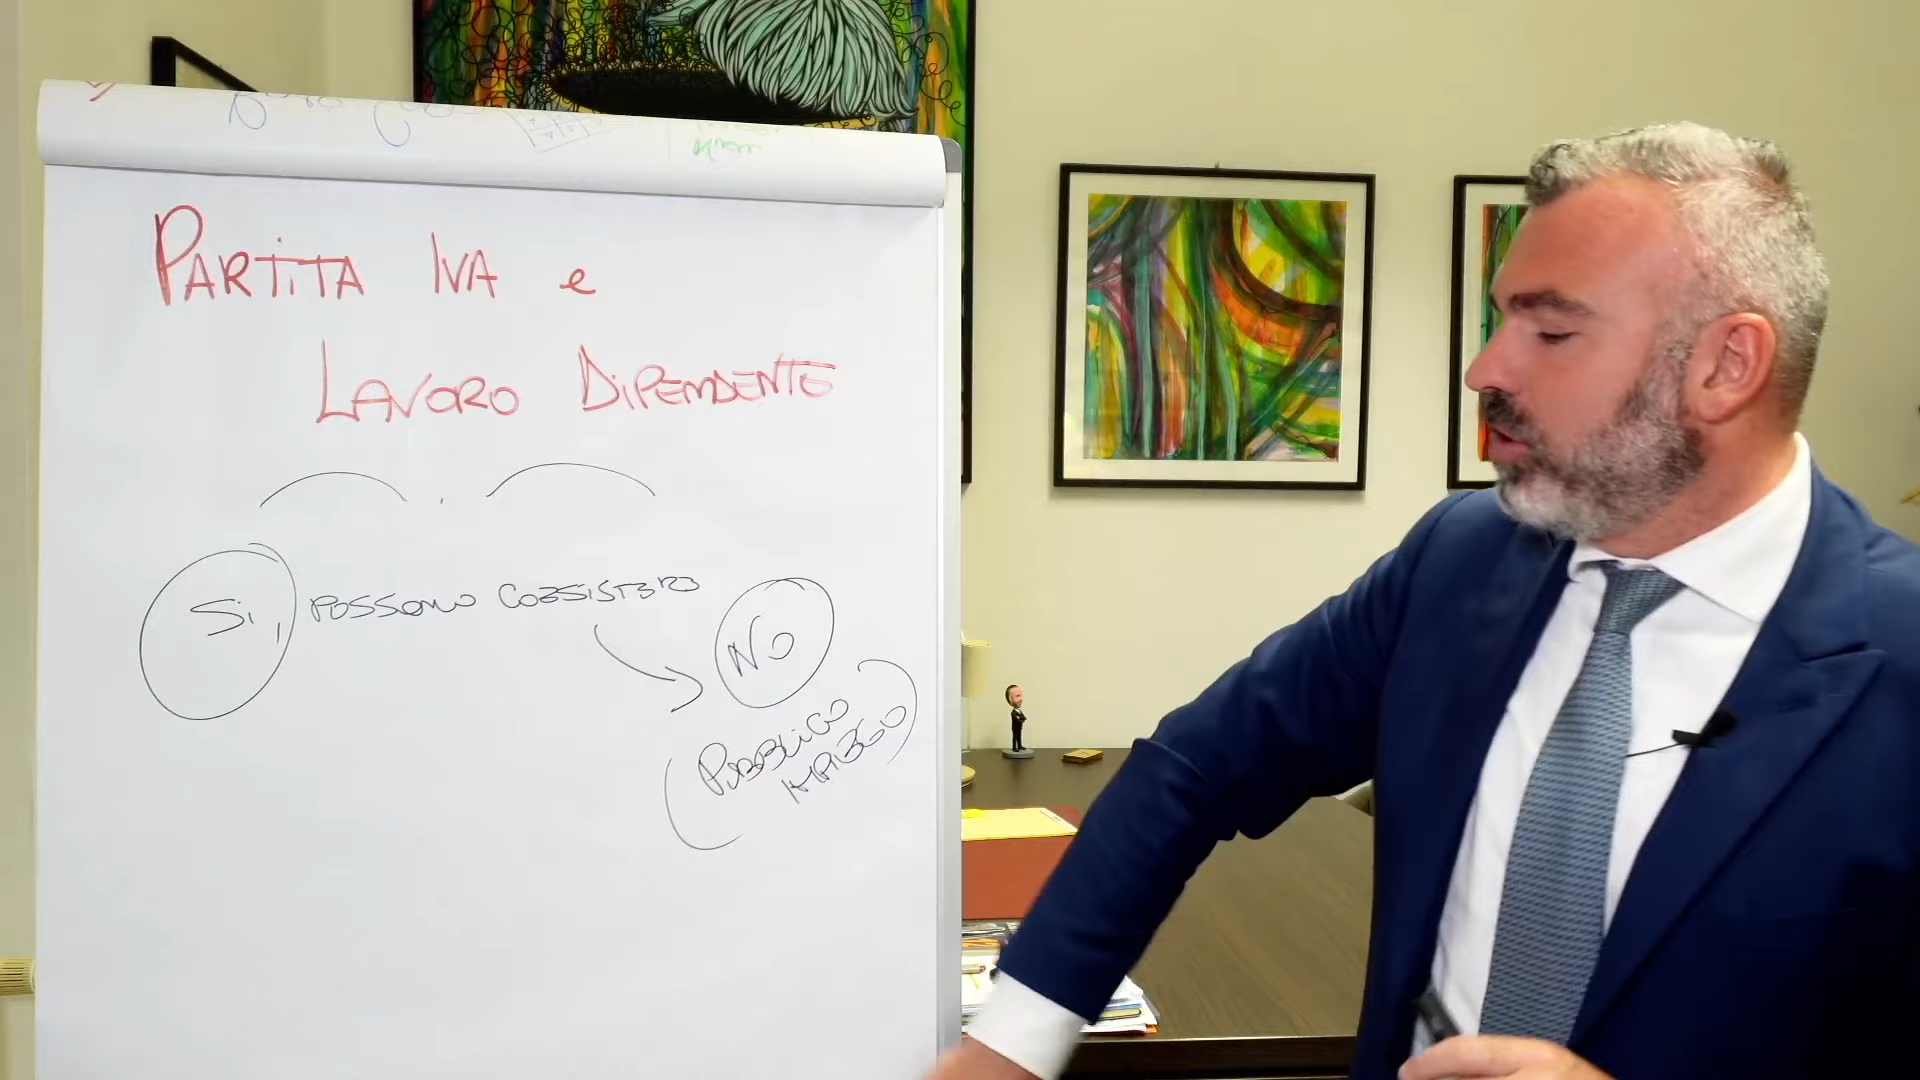 PARTITA IVA e
LAVORO DIPENDENTE
Si, POSSONO COESISTERE
NO
(PUBBLICO
IMPIEGO)